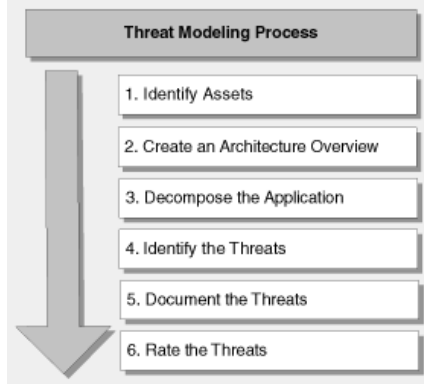 Threat Modeling Process
1. Identify Assets
2. Create an Architecture Overview
3. Decompose the Application
4. Identify the Threats
5. Document the Threats
6. Rate the Threats